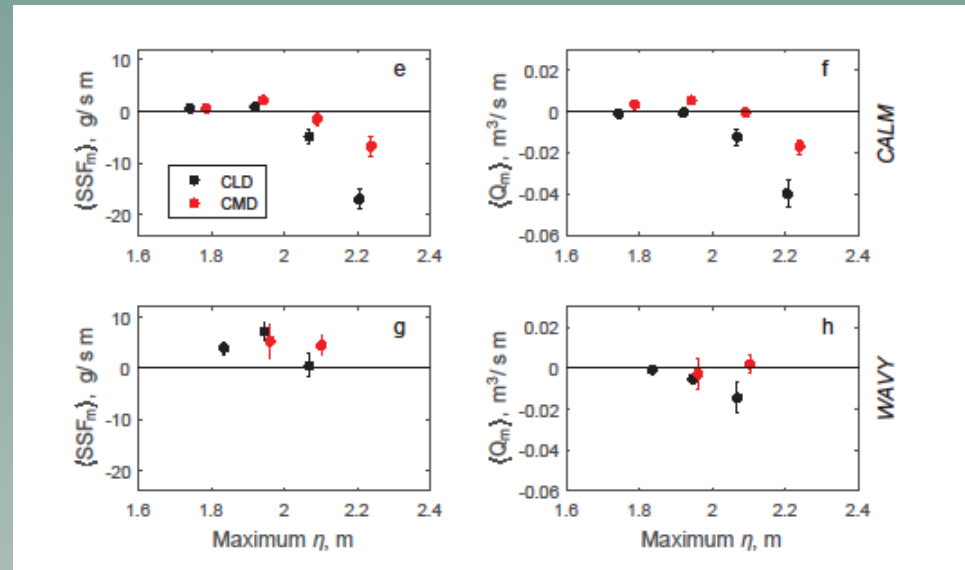 e
10
0
-10
-20
{SSFm}, g/ s m
CLD
CMD
1.6 1.8 2 2.2 2.4
f
0.02
0
-0.02
-0.04
-0.06
{Qm}, m³/ s m
1.6 1.8 2 2.2 2.4
CALM
g
10
0
-10
-20
{SSFm}, g/ s m
1.6 1.8 2 2.2 2.4
Maximum η, m
h
0.02
0
-0.02
-0.04
-0.06
{Qm}, m³/ s m
1.6 1.8 2 2.2 2.4
Maximum η, m
WAVY